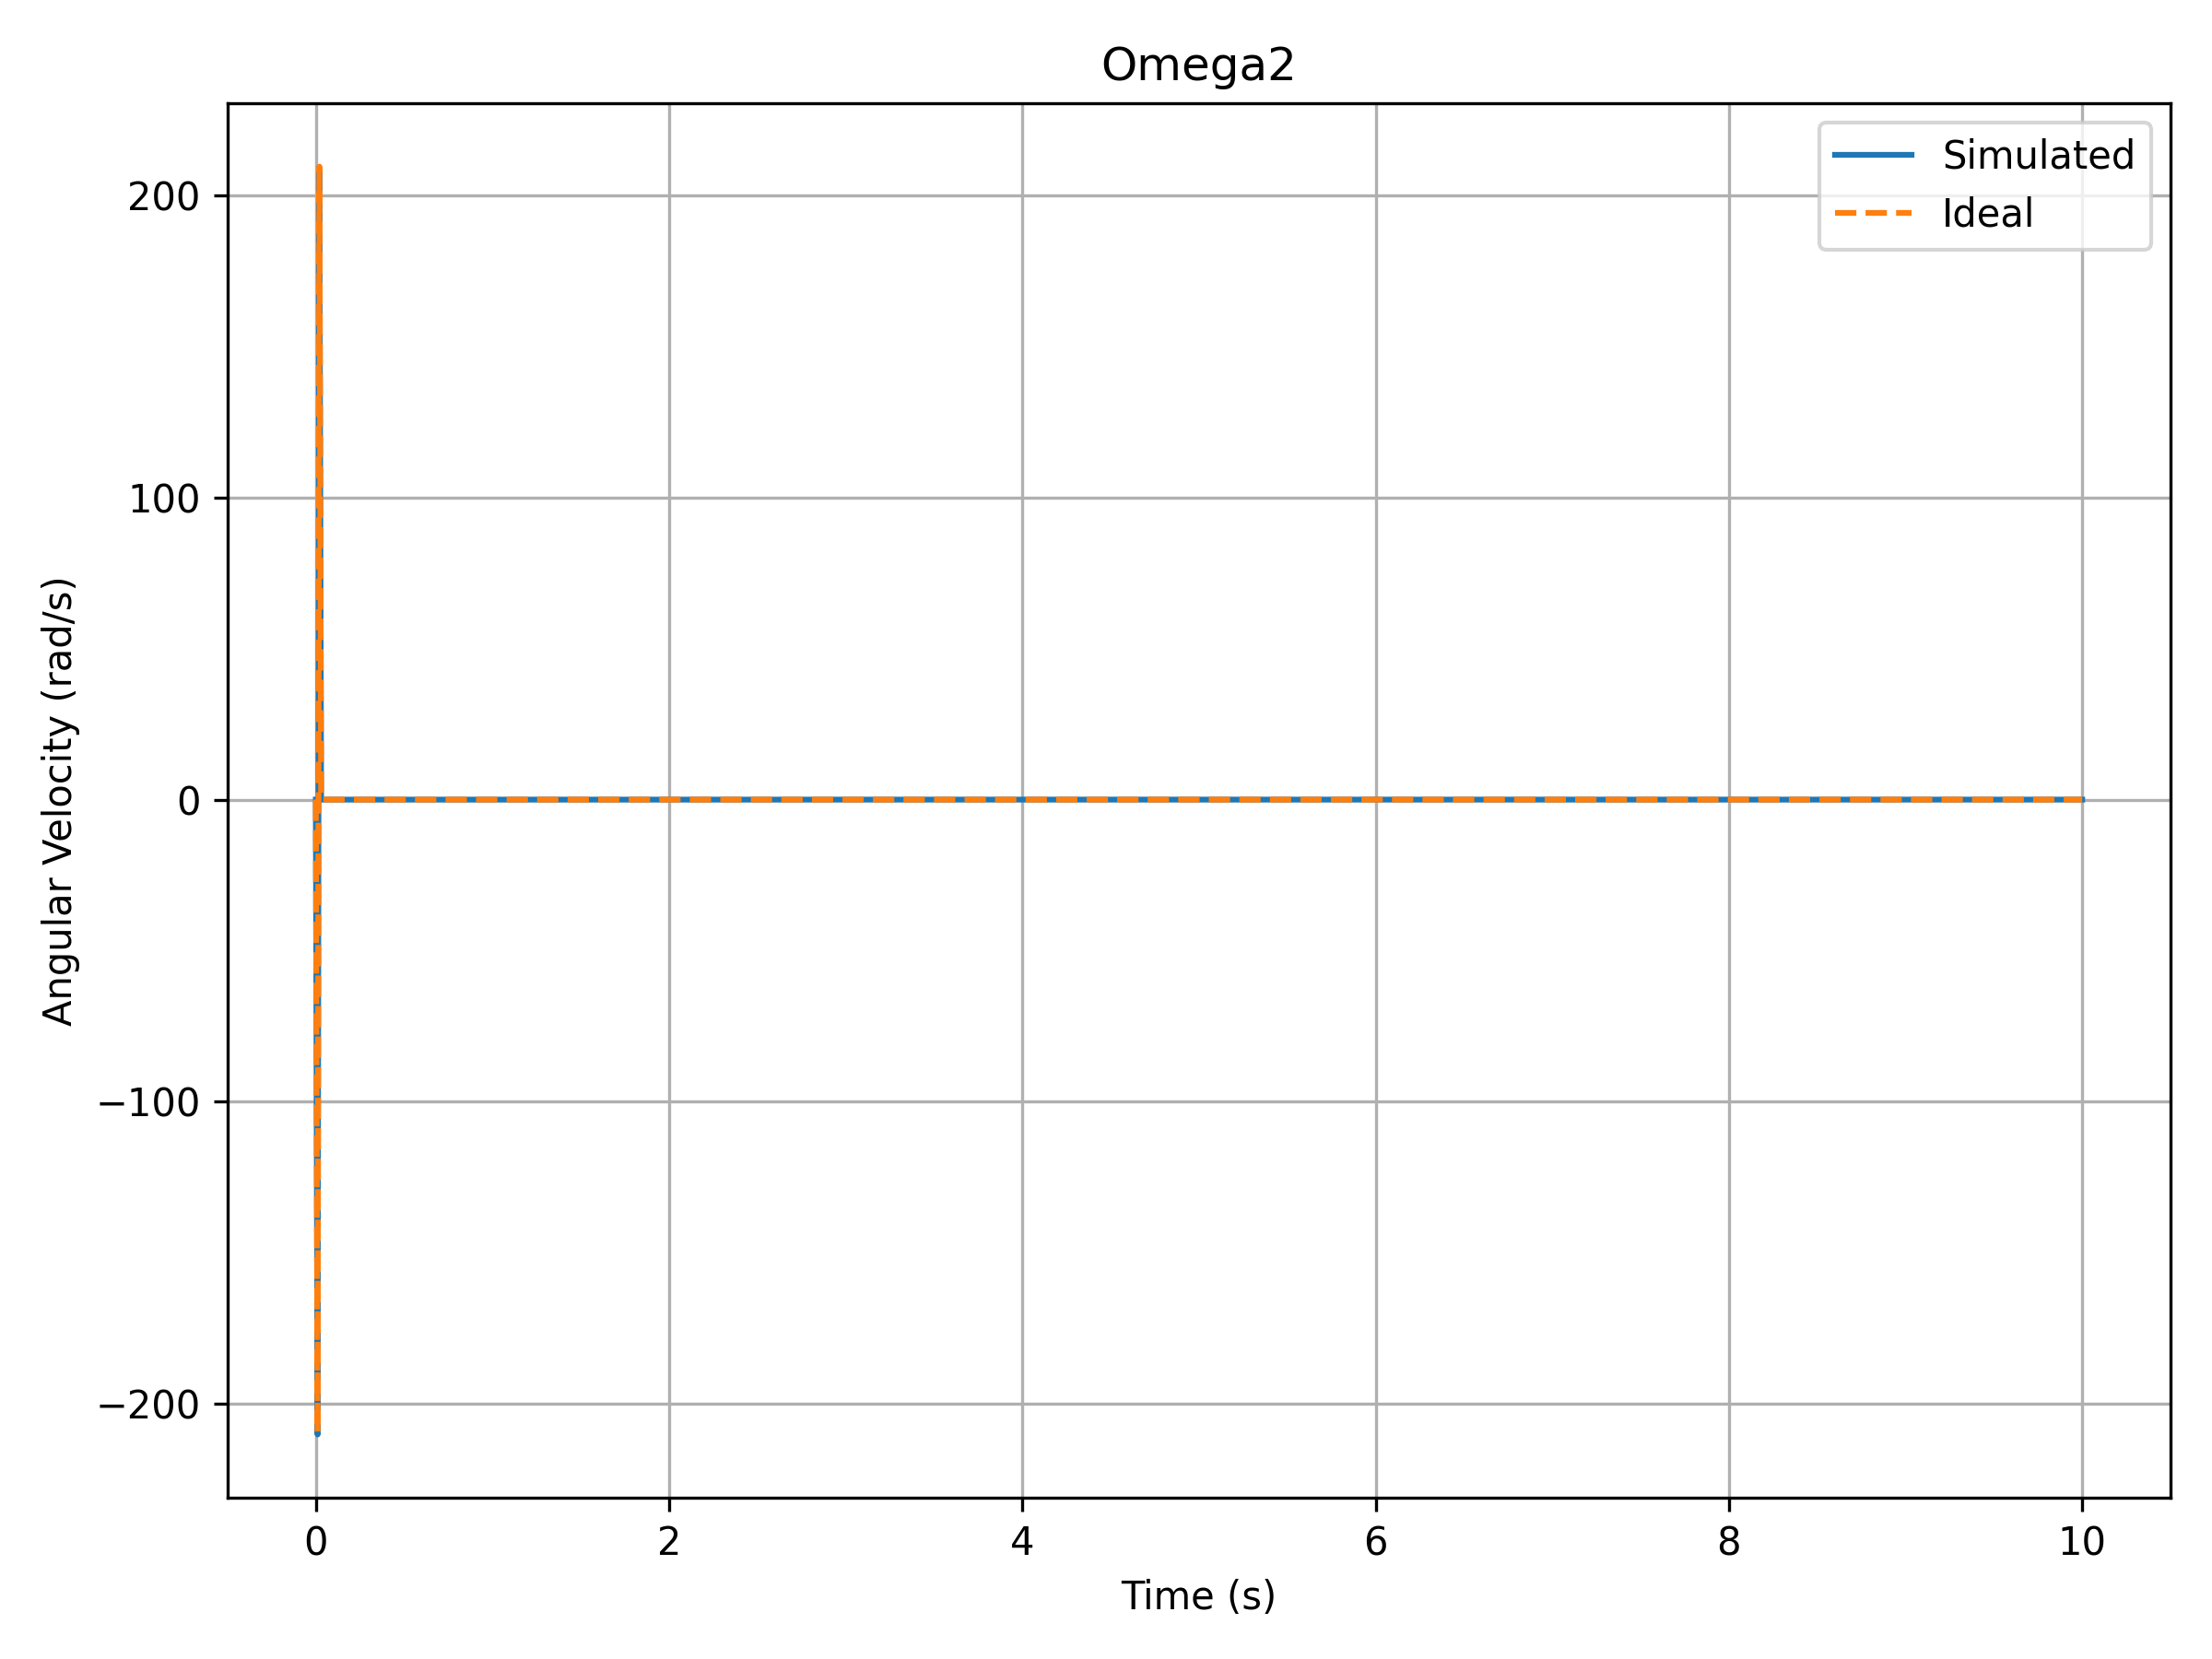 Omega2
Simulated
Ideal
200
100
0
−100
−200
Angular Velocity (rad/s)
0 2 4 6 8 10
Time (s)